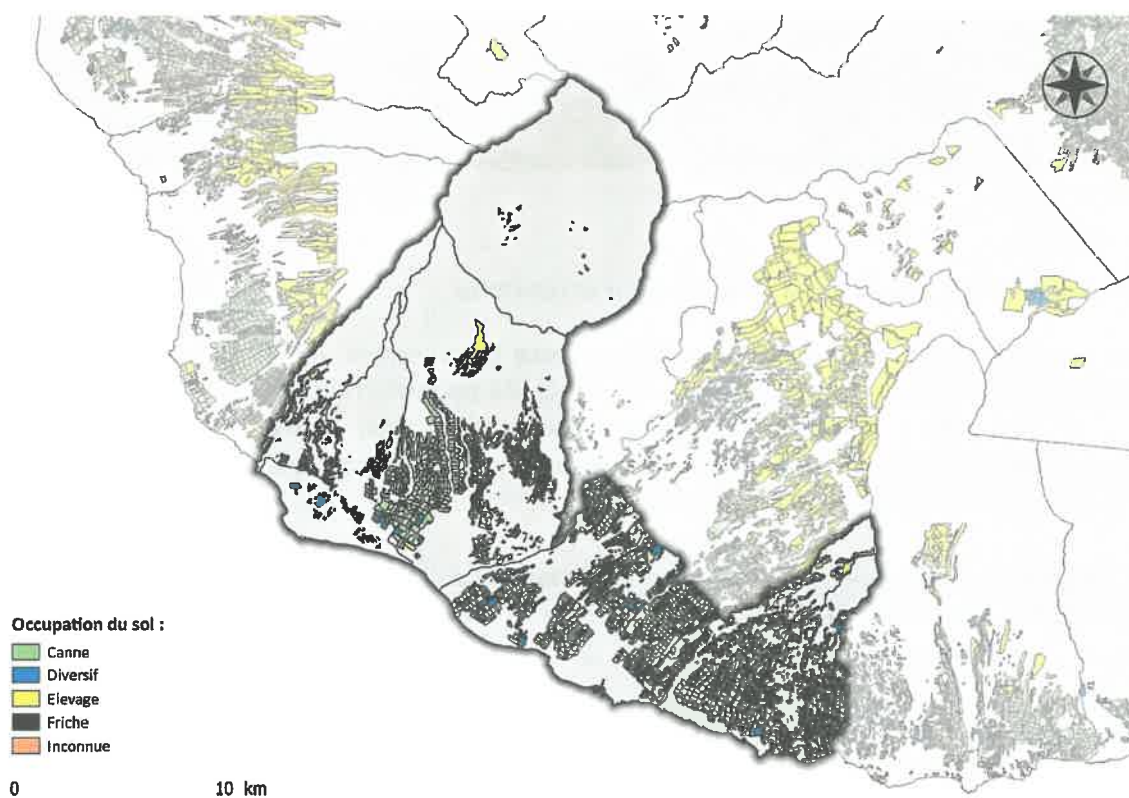 Occupation du sol :
Canne
Diversif
Elevage
Friche
Inconnue
0 10 km